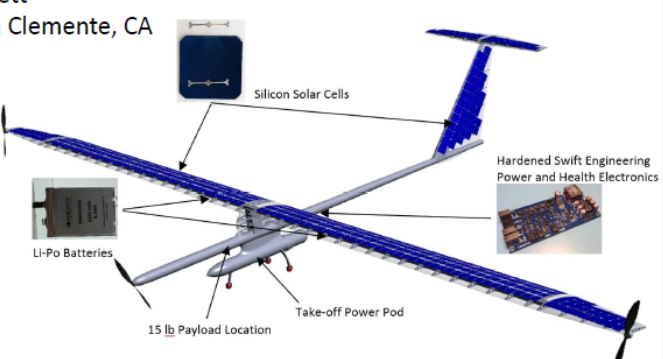 Clemente, CA
Silicon Solar Cells
Hardened Swift Engineering
Power and Health Electronics
Li-Po Batteries
Take-off Power Pod
15 lb Payload Location